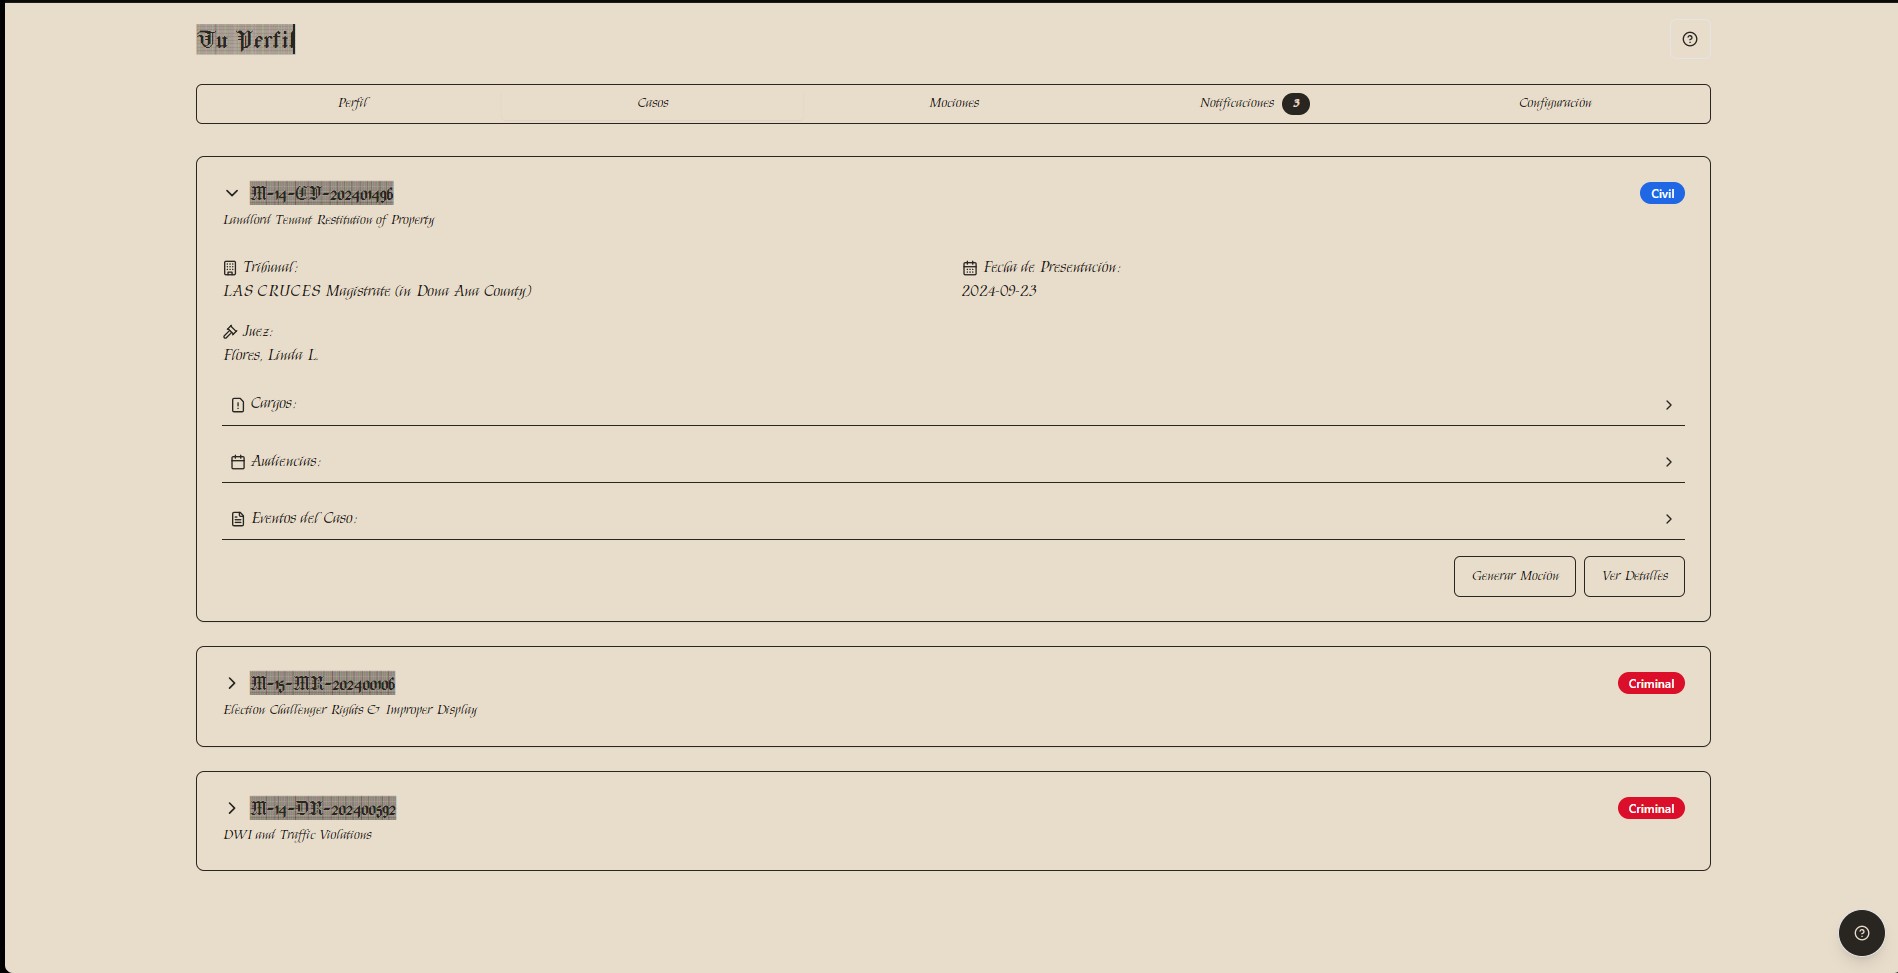 Tu Perfil
Perfil Casos Mociones Notificaciones 3 Configuración
M-14-CV-202401496 Civil
Landlord Tenant Restitution of Property
Tribunal: Fecha de Presentación:
LAS CRUCES Magistrate (in Dona Ana County) 2024-09-23
Juez:
Flores, Linda L.
Cargos:
Audiencias:
Eventos del Caso:
Generar Moción Ver Detalles
M-15-MR-202400106 Criminal
Election Challenger Rights & Improper Display
M-14-DR-202400592 Criminal
DWI and Traffic Violations